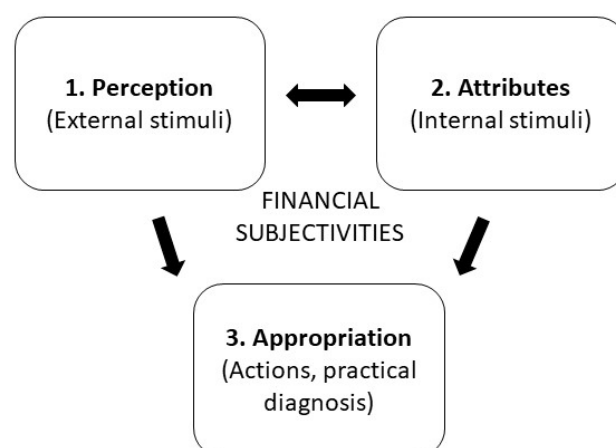 1. Perception
(External stimuli)
2. Attributes
(Internal stimuli)
FINANCIAL
SUBJECTIVITIES
3. Appropriation
(Actions, practical
diagnosis)